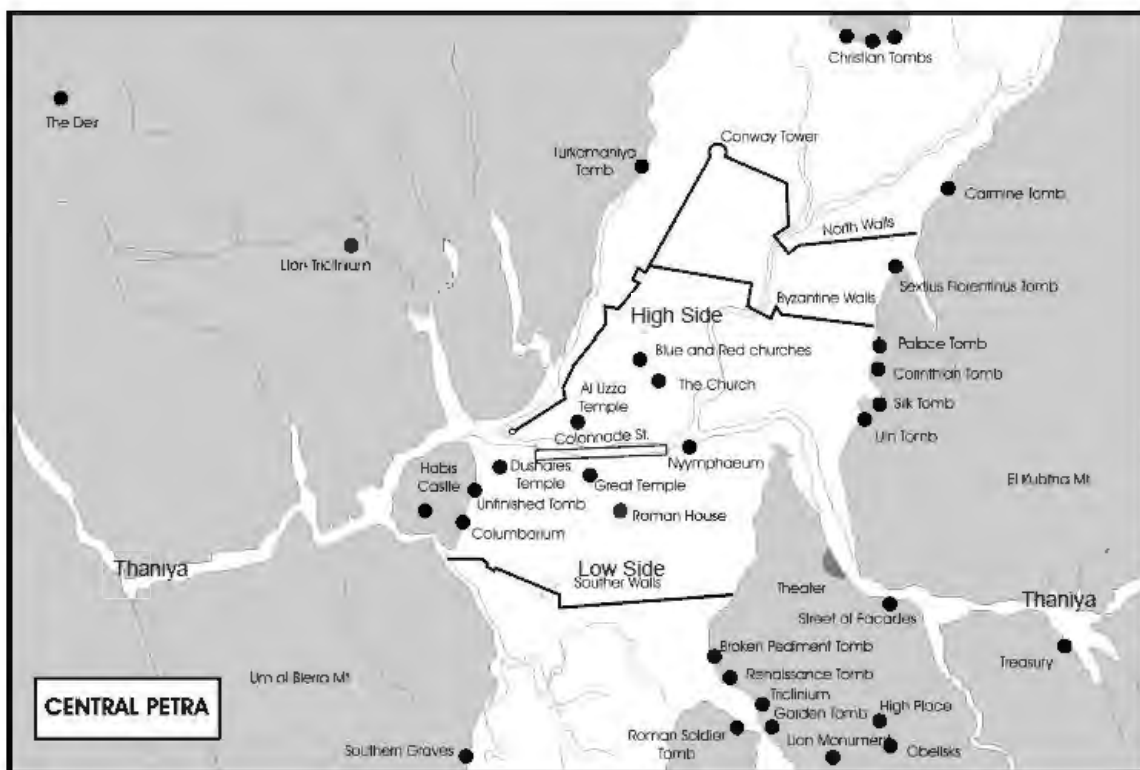 Christian Tombs
The Deir
Conway Tower
Turkamaniya
Tomb
Carmine Tomb
North Walls
Lion Triclinium
Sextius Florentinus Tomb
Byzantine Walls
High Side
Palace Tomb
Blue and Red churches
Corinthian Tomb
The Church
Al Uzza
Temple
Silk Tomb
Urn Tomb
Colonnade St.
Nyymphaeum
Habis
Castle
Dushares
Temple
Great Temple
Unfinished Tomb
Roman House
Columbarium
El Kubtha Mt
Thaniya
Low Side
Souther Walls
Theater
Thaniya
Street of Facades
Broken Pediment Tomb
Treasury
Renaissance Tomb
Um al Bierra Mt
Triclinium
Garden Tomb
High Place
CENTRAL PETRA
Roman Soldier
Tomb
Lion Monument
Obelisks
Southern Graves